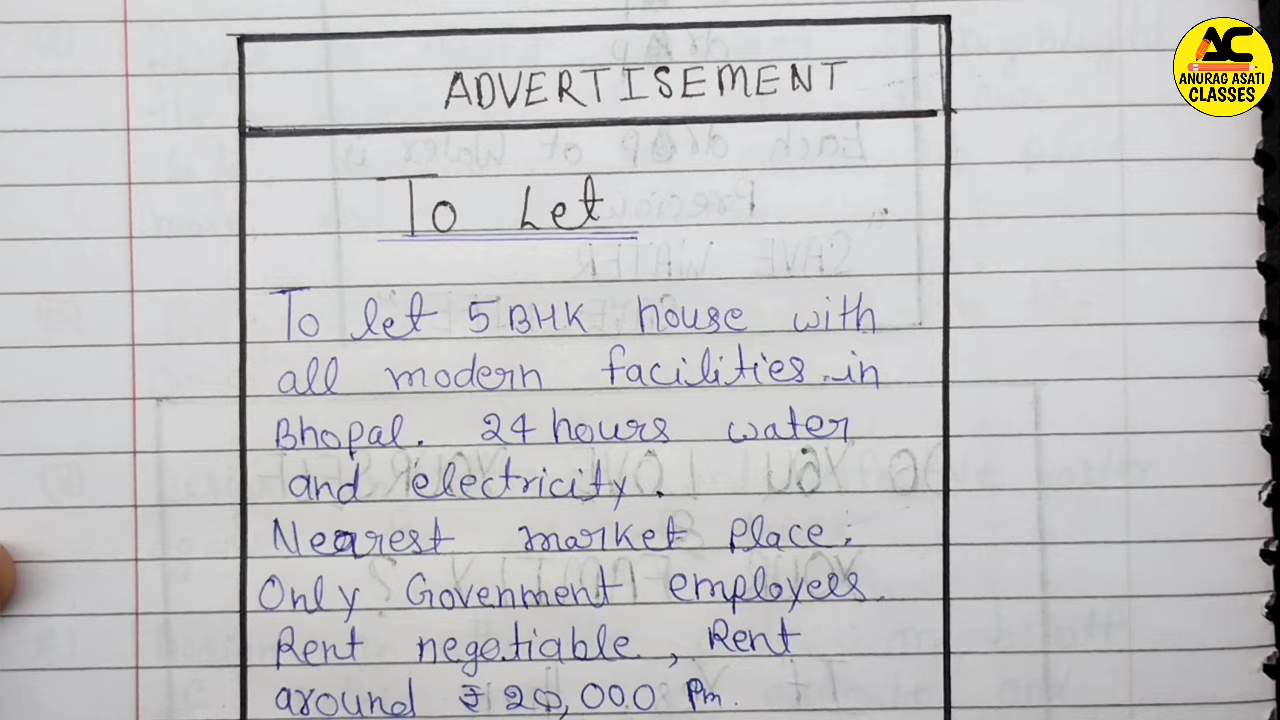 ADVERTISEMENT
To Let
To let 5 BHK house with
all modern facilities in
Bhopal. 24 hours water
and electricity.
Nearest market place:
Only Govenment employees.
Rent negotiable, Rent
around ₹ 20,000 Pm.
AC
ANURAG ASATI
CLASSES